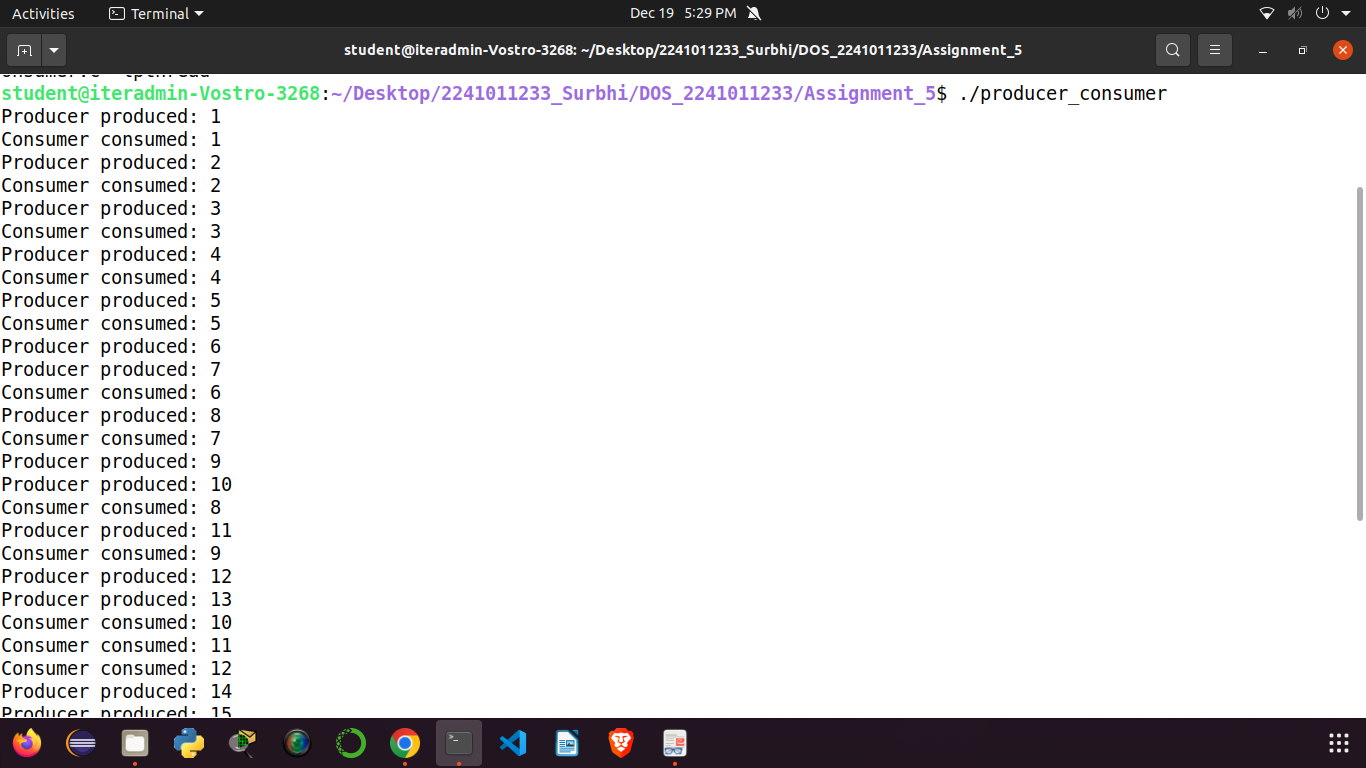 Activities Terminal Dec 19 5:29 PM
student@iteradmin-Vostro-3268: ~/Desktop/2241011233_Surbhi/DOS_2241011233/Assignment_5
onsumer.c -lpthread
student@iteradmin-Vostro-3268:~/Desktop/2241011233_Surbhi/DOS_2241011233/Assignment_5$ ./producer_consumer
Producer produced: 1
Consumer consumed: 1
Producer produced: 2
Consumer consumed: 2
Producer produced: 3
Consumer consumed: 3
Producer produced: 4
Consumer consumed: 4
Producer produced: 5
Consumer consumed: 5
Producer produced: 6
Producer produced: 7
Consumer consumed: 6
Producer produced: 8
Consumer consumed: 7
Producer produced: 9
Producer produced: 10
Consumer consumed: 8
Producer produced: 11
Consumer consumed: 9
Producer produced: 12
Producer produced: 13
Consumer consumed: 10
Consumer consumed: 11
Consumer consumed: 12
Producer produced: 14
Producer produced: 15